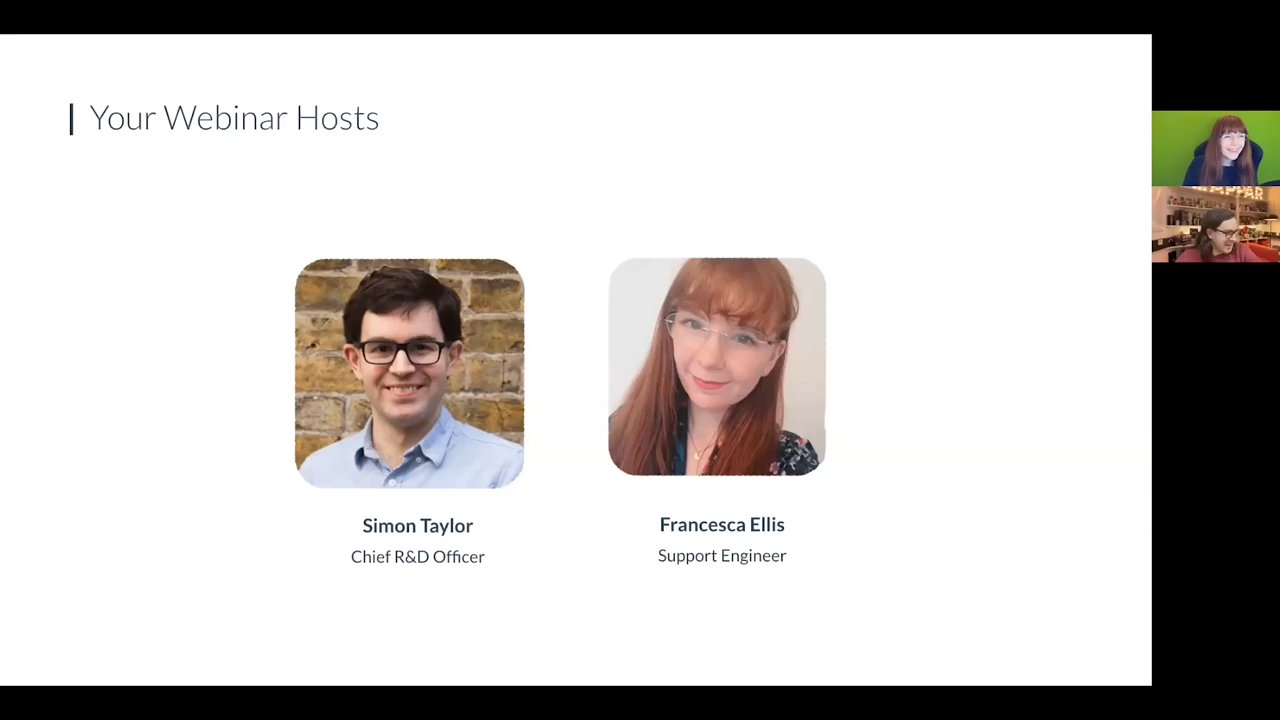 Your Webinar Hosts
Simon Taylor
Chief R&D Officer
Francesca Ellis
Support Engineer